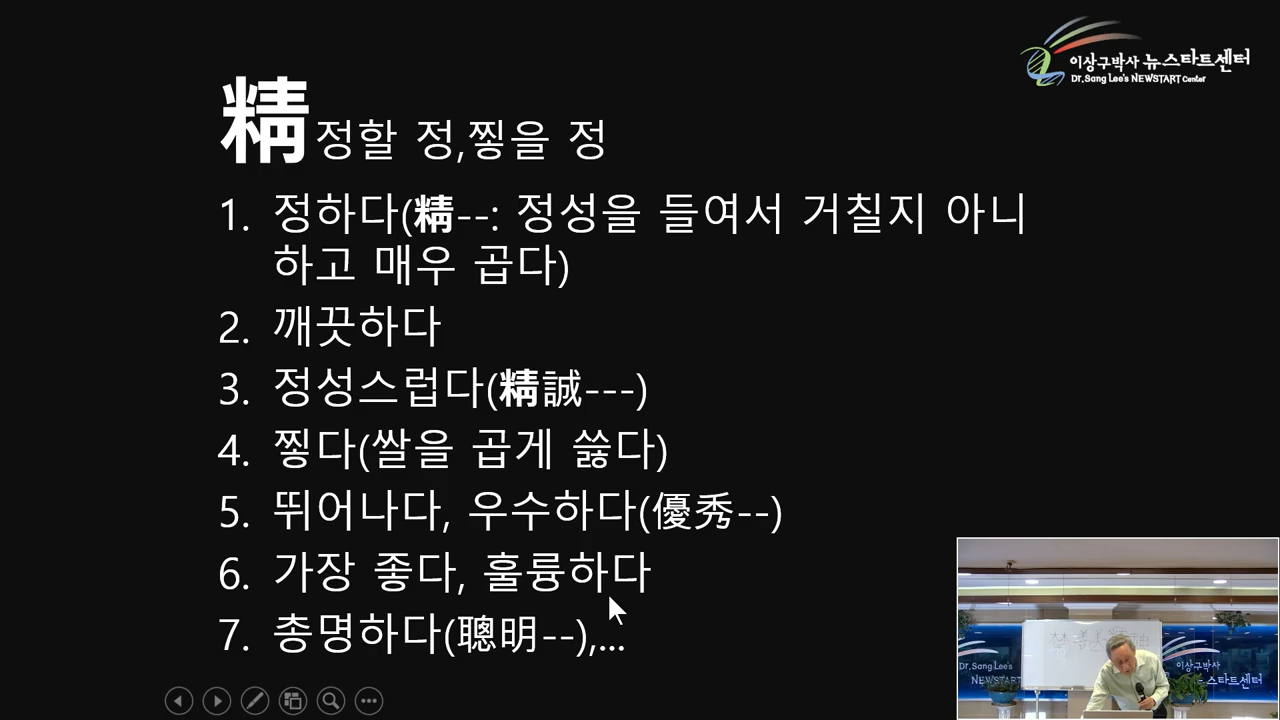 이상구박사 뉴스타트센터
Dr. Sang Lee's NEWSTART Center
精정할 정,찧을 정
1. 정하다(精--: 정성을 들여서 거칠지 아니
하고 매우 곱다)
2. 깨끗하다
3. 정성스럽다(精誠---)
4. 찧다(쌀을 곱게 쓿다)
5. 뛰어나다, 우수하다(優秀--)
6. 가장 좋다, 훌륭하다
7. 총명하다(聰明--),...
Dr. Sang Lee's
NEWSTART
이상구박사
뉴스타트센터